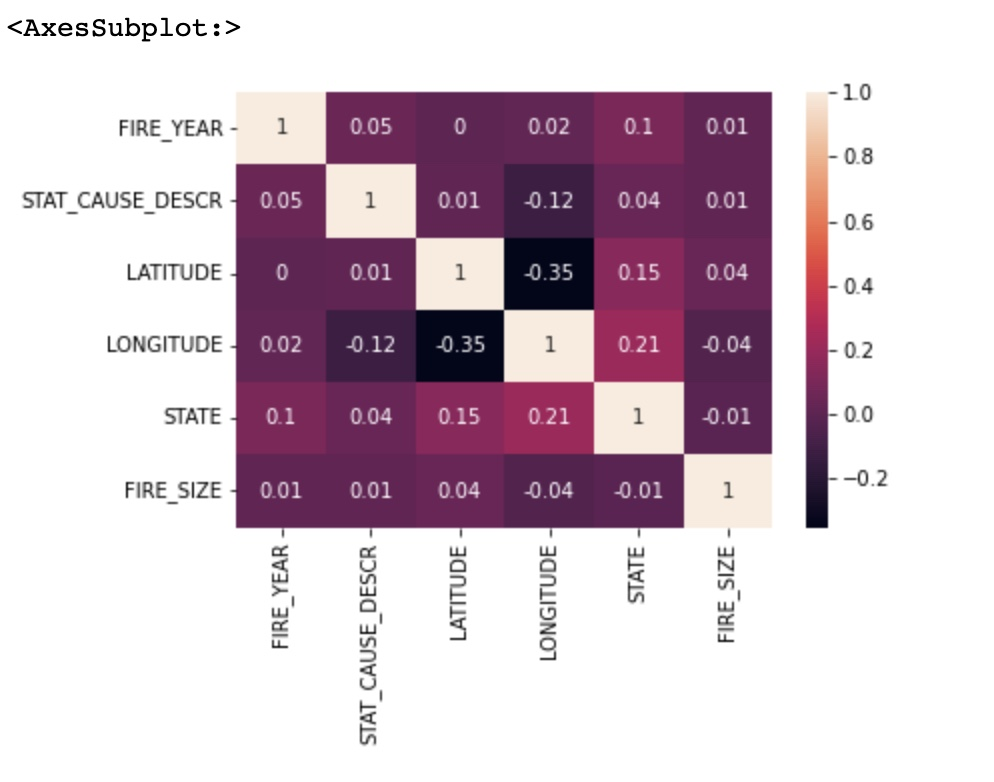 <AxesSubplot:>
1.0
FIRE_YEAR 1 0.05 0 0.02 0.1 0.01
0.8
STAT_CAUSE_DESCR 0.05 1 0.01 -0.12 0.04 0.01
0.6
LATITUDE 0 0.01 1 -0.35 0.15 0.04
0.4
LONGITUDE 0.02 -0.12 -0.35 1 0.21 -0.04
0.2
STATE 0.1 0.04 0.15 0.21 1 -0.01
0.0
FIRE_SIZE 0.01 0.01 0.04 -0.04 -0.01 1
−0.2
FIRE_YEAR
STAT_CAUSE_DESCR
LATITUDE
LONGITUDE
STATE
FIRE_SIZE